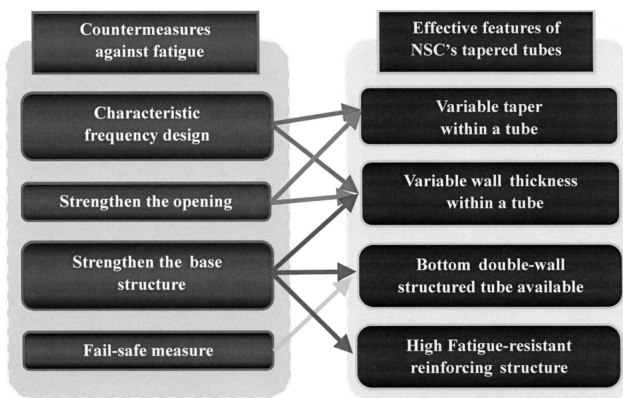 Countermeasures
against fatigue
Characteristic
frequency design
Strengthen the opening
Strengthen the base
structure
Fail-safe measure
Effective features of
NSC's tapered tubes
Variable taper
within a tube
Variable wall thickness
within a tube
Bottom double-wall
structured tube available
High Fatigue-resistant
reinforcing structure